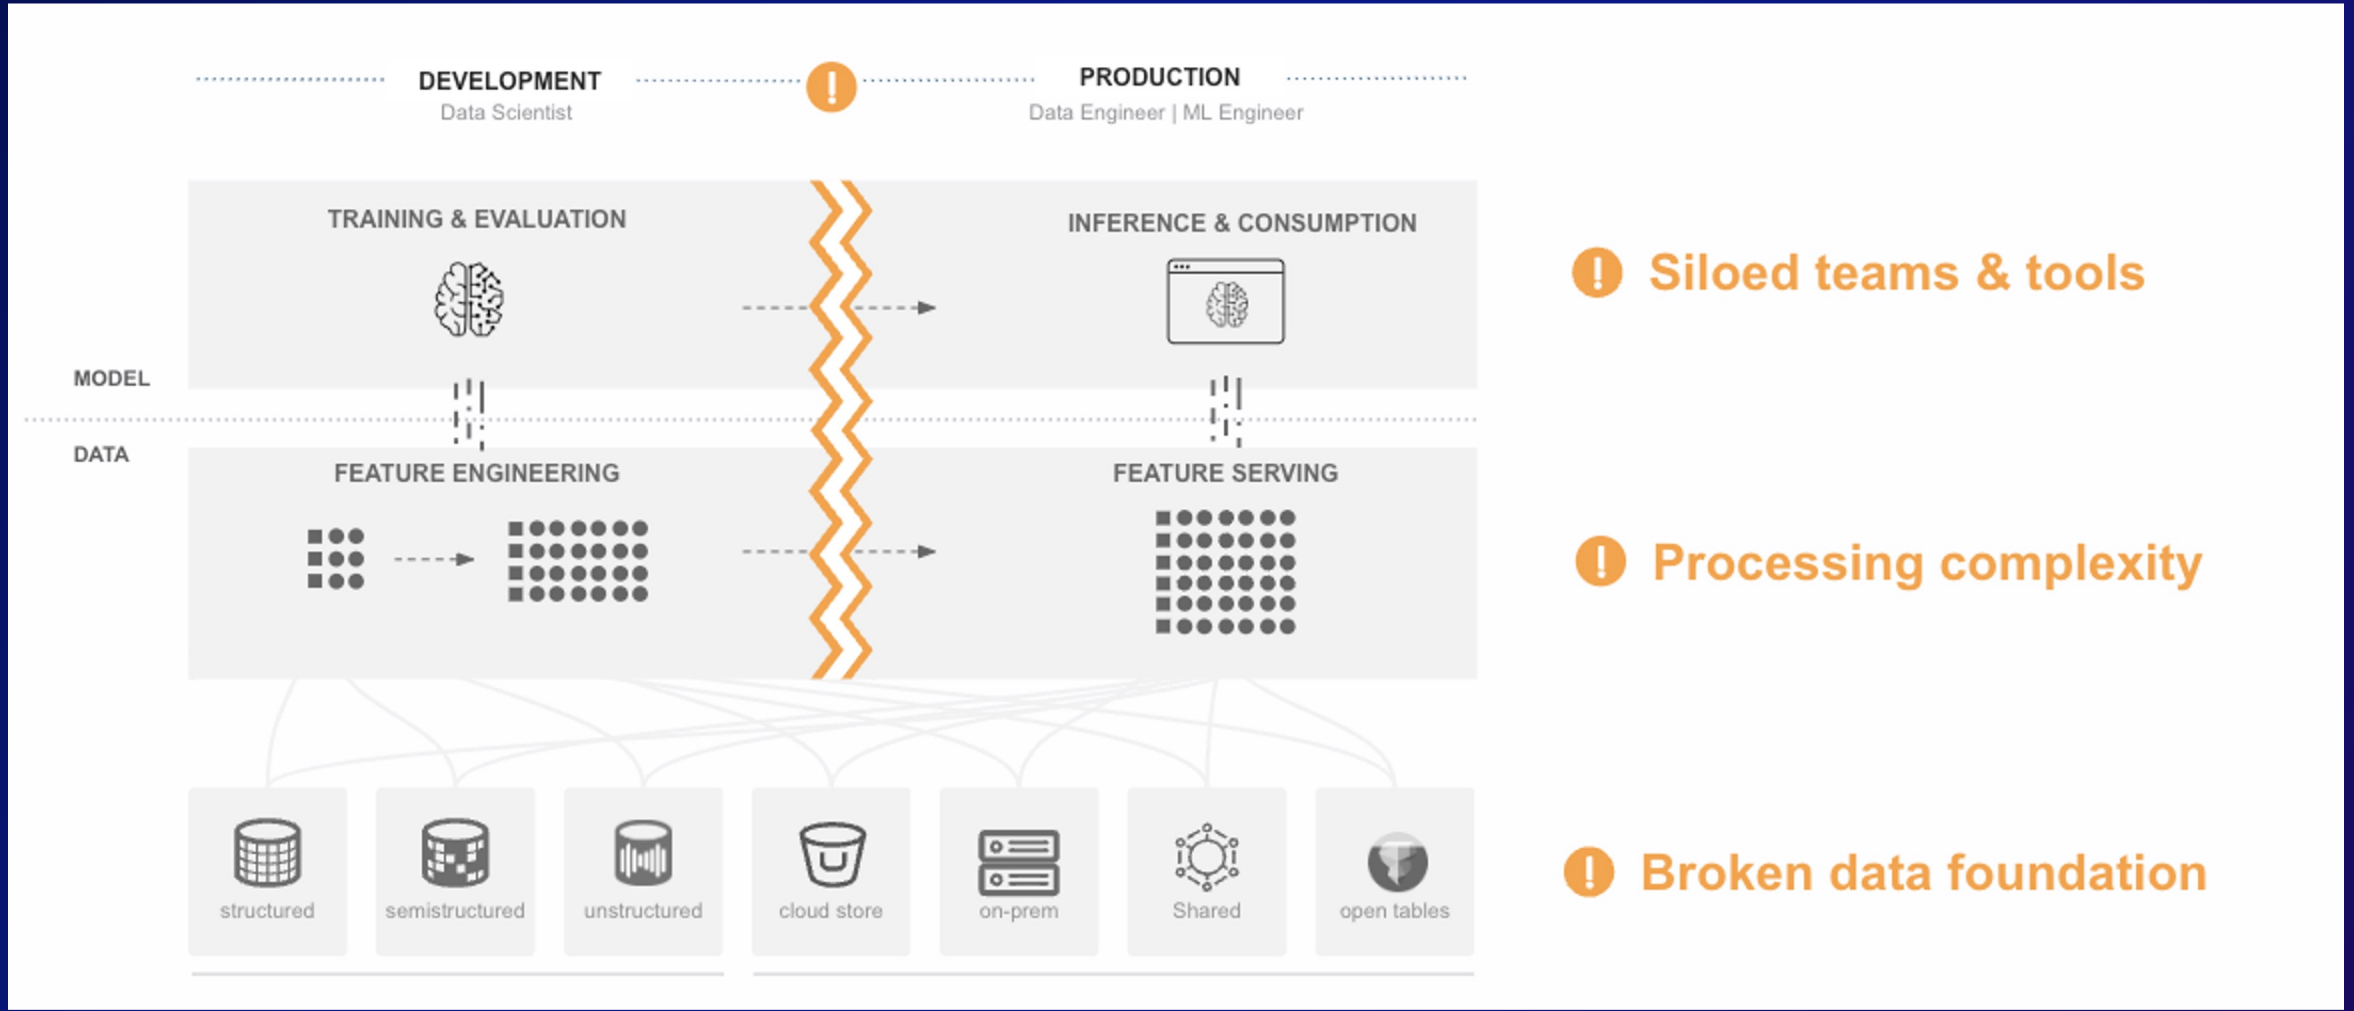 DEVELOPMENT
Data Scientist
PRODUCTION
Data Engineer | ML Engineer
TRAINING & EVALUATION
INFERENCE & CONSUMPTION
Siloed teams & tools
MODEL
DATA
FEATURE ENGINEERING
FEATURE SERVING
Processing complexity
structured
semistructured
unstructured
cloud store
on-prem
Shared
open tables
Broken data foundation